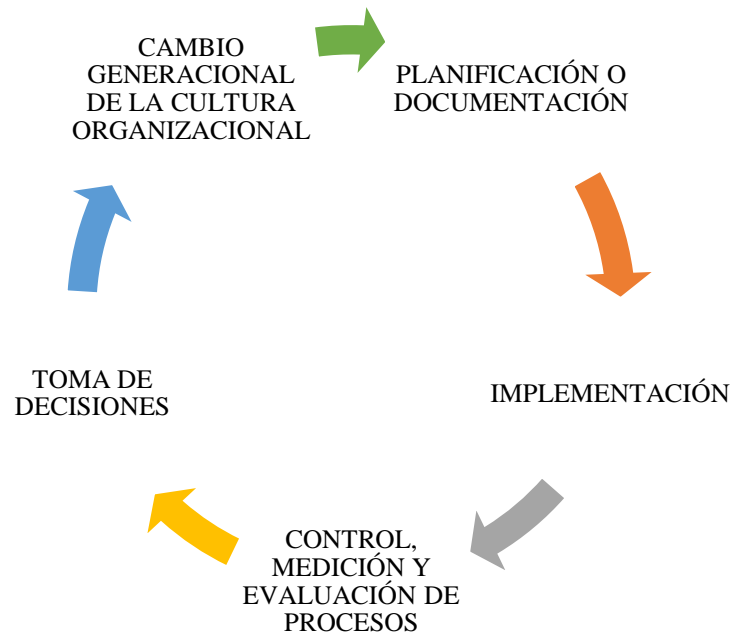 CAMBIO
GENERACIONAL
DE LA CULTURA
ORGANIZACIONAL
PLANIFICACIÓN O
DOCUMENTACIÓN
IMPLEMENTACIÓN
CONTROL,
MEDICIÓN Y
EVALUACIÓN DE
PROCESOS
TOMA DE
DECISIONES